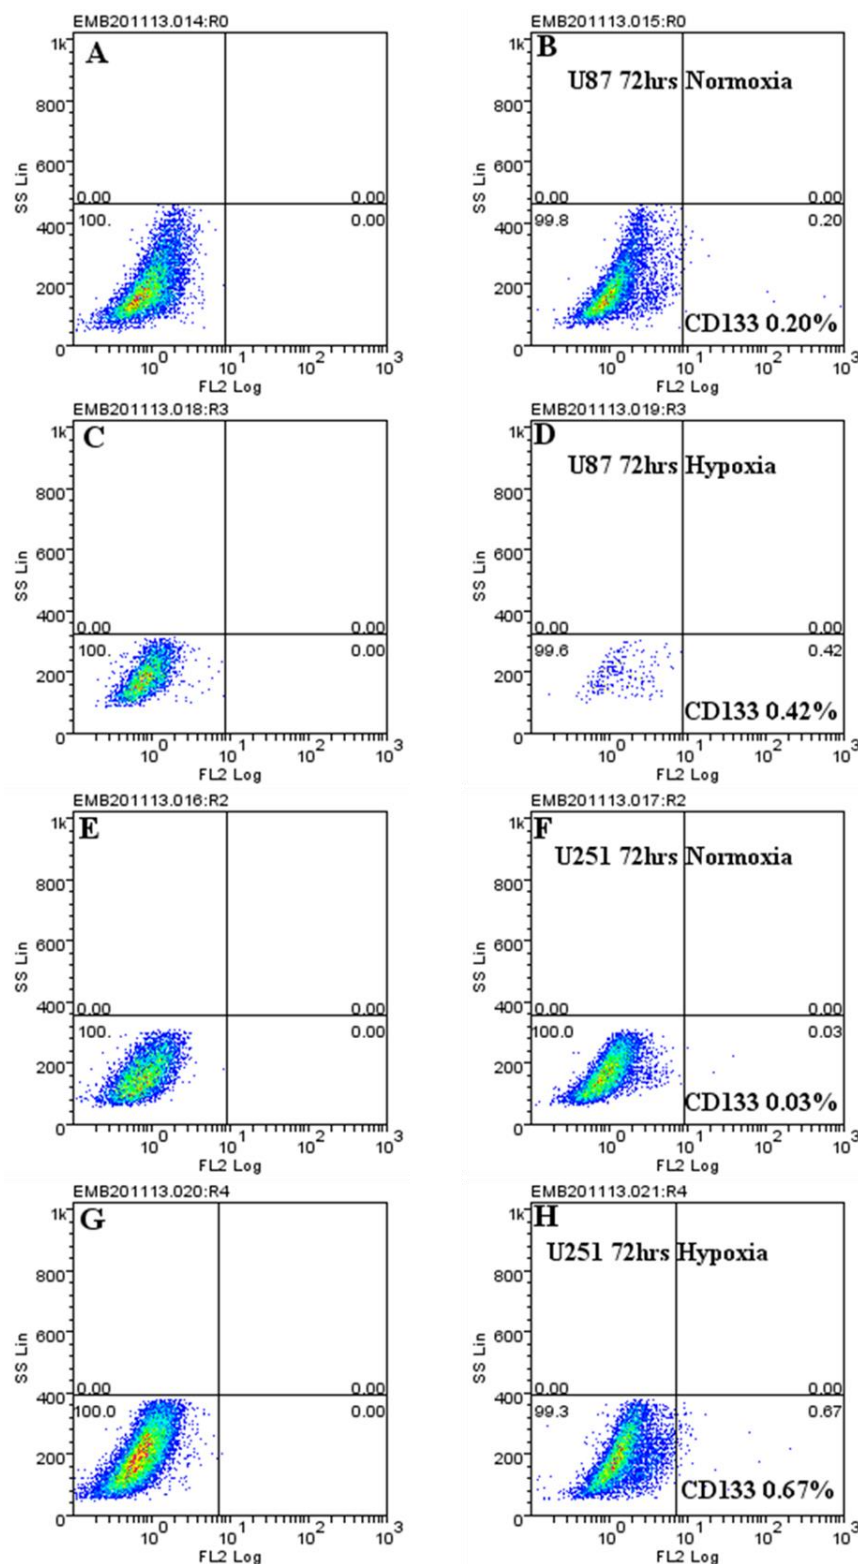 EMB201113.014:R0
A
1k
800
600
400
200
0
SS Lin
0.00 0.00
100. 0.00
10^0 10^1 10^2 10^3
FL2 Log
EMB201113.015:R0
B
U87 72hrs Normoxia
1k
800
600
400
200
0
SS Lin
0.00 0.00
99.8 0.20
CD133 0.20%
10^0 10^1 10^2 10^3
FL2 Log
EMB201113.018:R3
C
1k
800
600
400
200
0
SS Lin
0.00 0.00
100. 0.00
10^0 10^1 10^2 10^3
FL2 Log
EMB201113.019:R3
D
U87 72hrs Hypoxia
1k
800
600
400
200
0
SS Lin
0.00 0.00
99.6 0.42
CD133 0.42%
10^0 10^1 10^2 10^3
FL2 Log
EMB201113.016:R2
E
1k
800
600
400
200
0
SS Lin
0.00 0.00
100. 0.00
10^0 10^1 10^2 10^3
FL2 Log
EMB201113.017:R2
F
U251 72hrs Normoxia
1k
800
600
400
200
0
SS Lin
0.00 0.00
100.0 0.03
CD133 0.03%
10^0 10^1 10^2 10^3
FL2 Log
EMB201113.020:R4
G
1k
800
600
400
200
0
SS Lin
0.00 0.00
100.0 0.00
10^0 10^1 10^2 10^3
FL2 Log
EMB201113.021:R4
H
U251 72hrs Hypoxia
1k
800
600
400
200
0
SS Lin
0.00 0.00
99.3 0.67
CD133 0.67%
10^0 10^1 10^2 10^3
FL2 Log